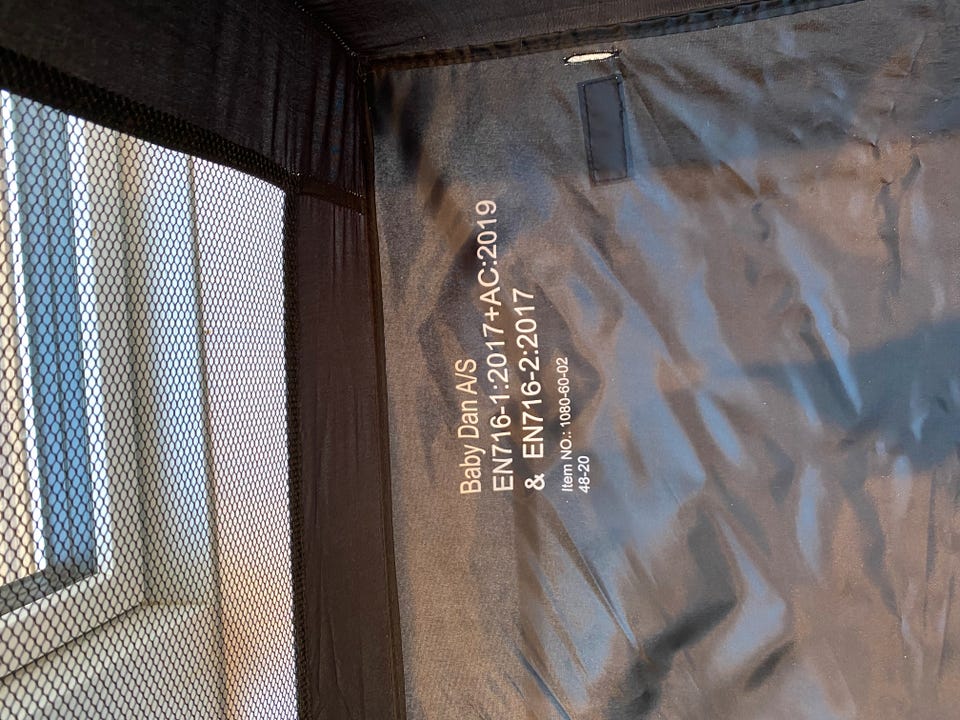 Baby Dan A/S
EN716-1:2017+AC:2019
& EN716-2:2017
Item NO.: 1080-60-02
48-20